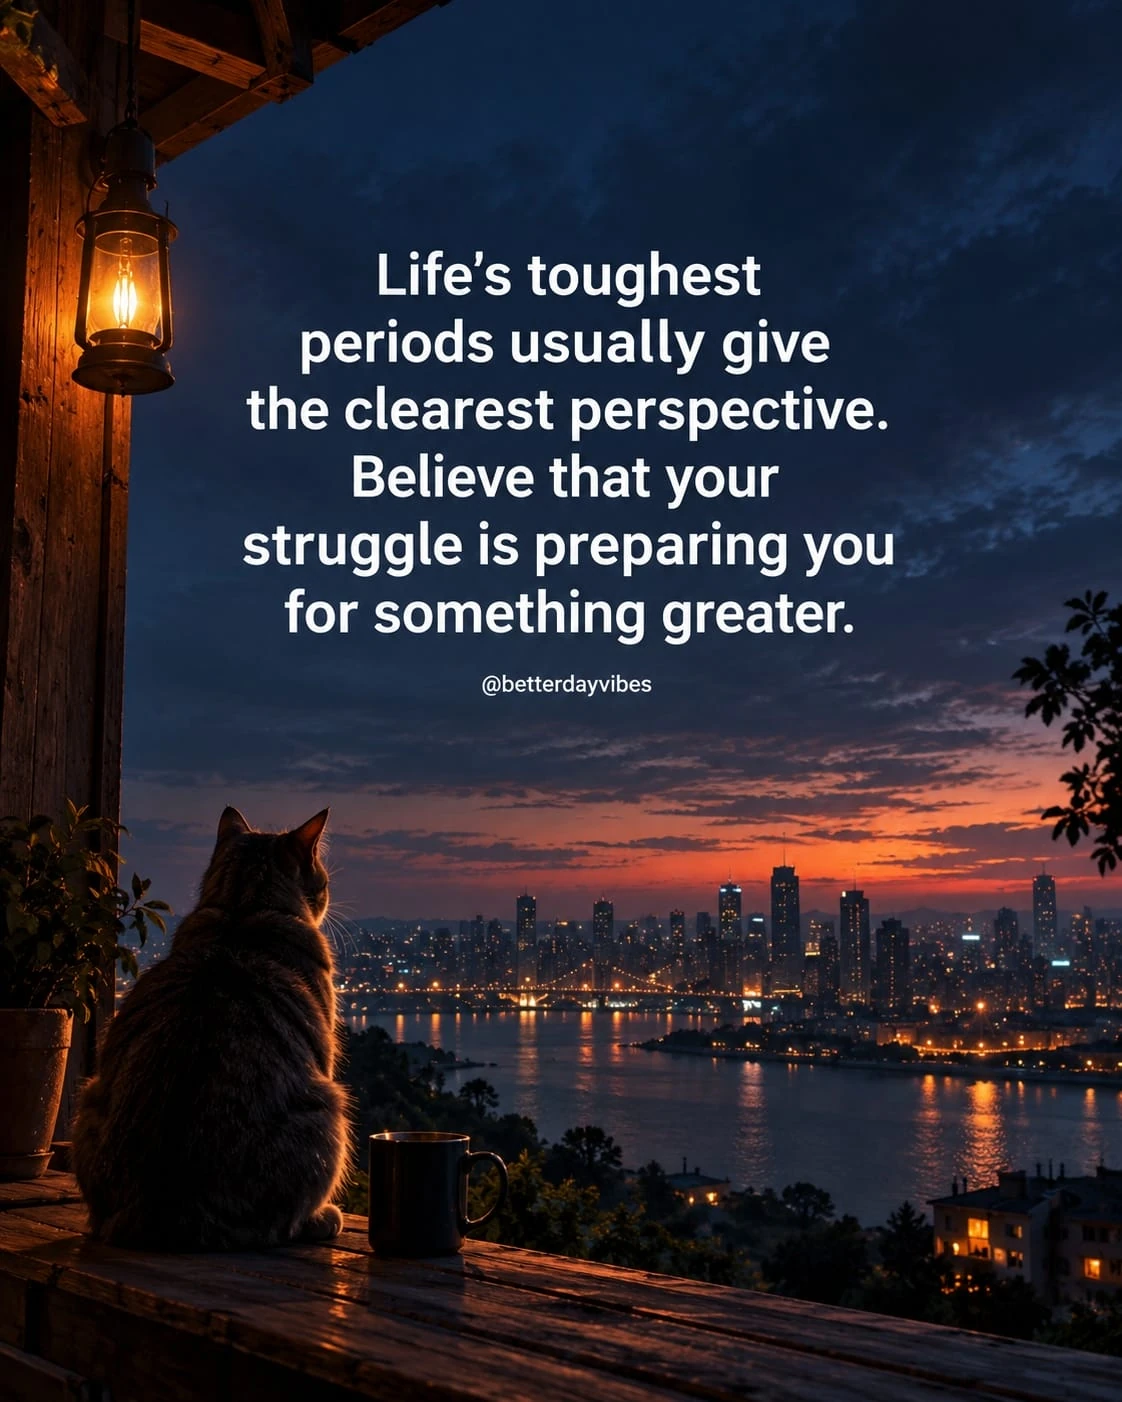 Life’s toughest
periods usually give
the clearest perspective.
Believe that your
struggle is preparing you
for something greater.
@betterdayvibes